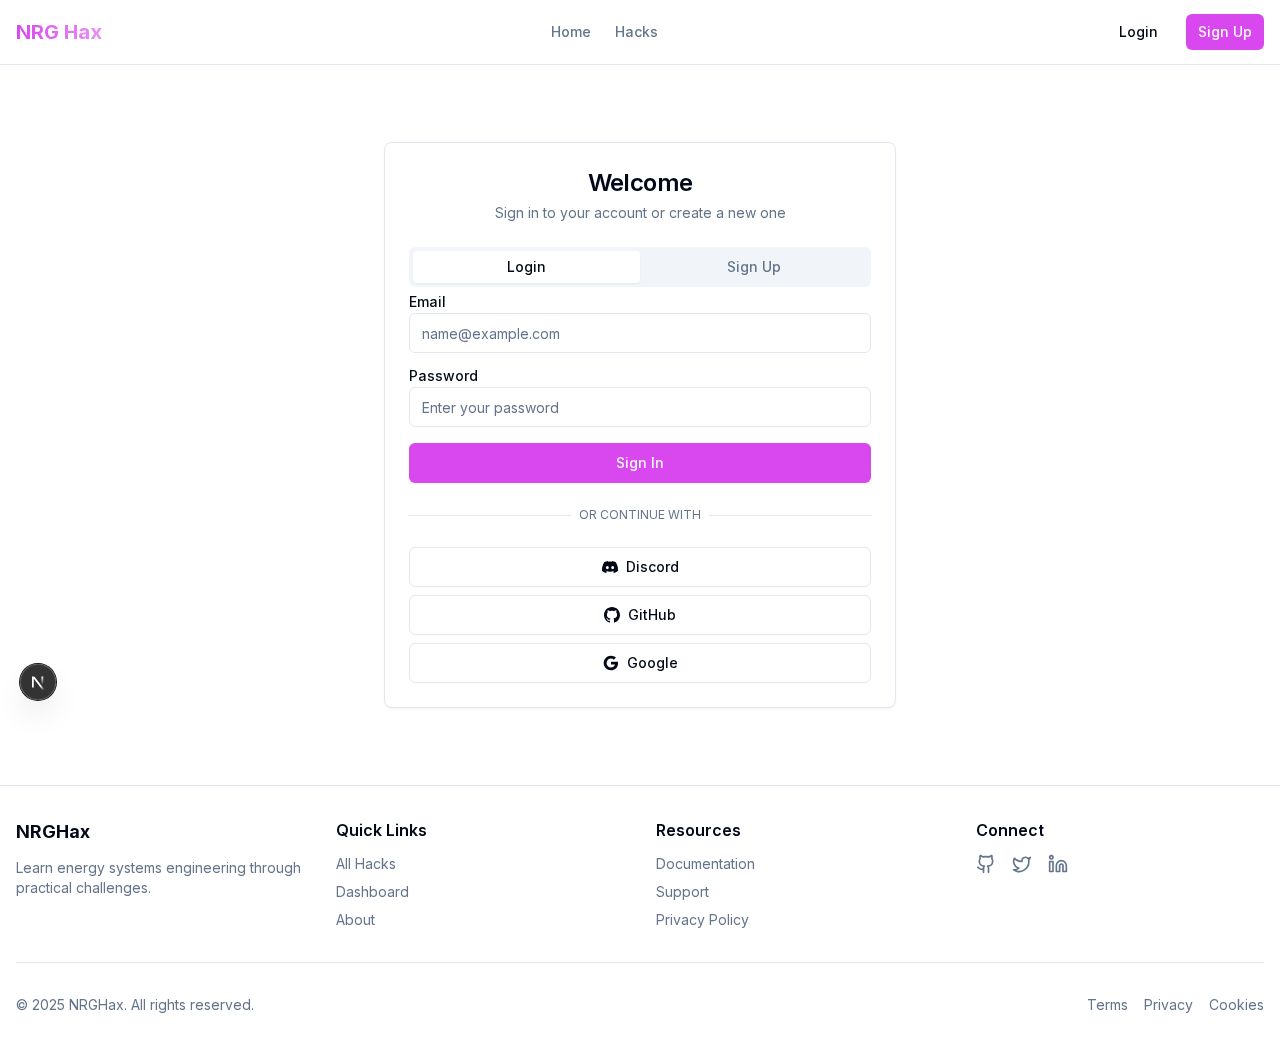 NRG Hax
Home
Hacks
Login
Sign Up
Welcome
Sign in to your account or create a new one
Login
Sign Up
Email
name@example.com
Password
Enter your password
Sign In
OR CONTINUE WITH
Discord
GitHub
Google
N
NRGHax
Learn energy systems engineering through
practical challenges.
Quick Links
All Hacks
Dashboard
About
Resources
Documentation
Support
Privacy Policy
Connect
© 2025 NRGHax. All rights reserved.
Terms
Privacy
Cookies